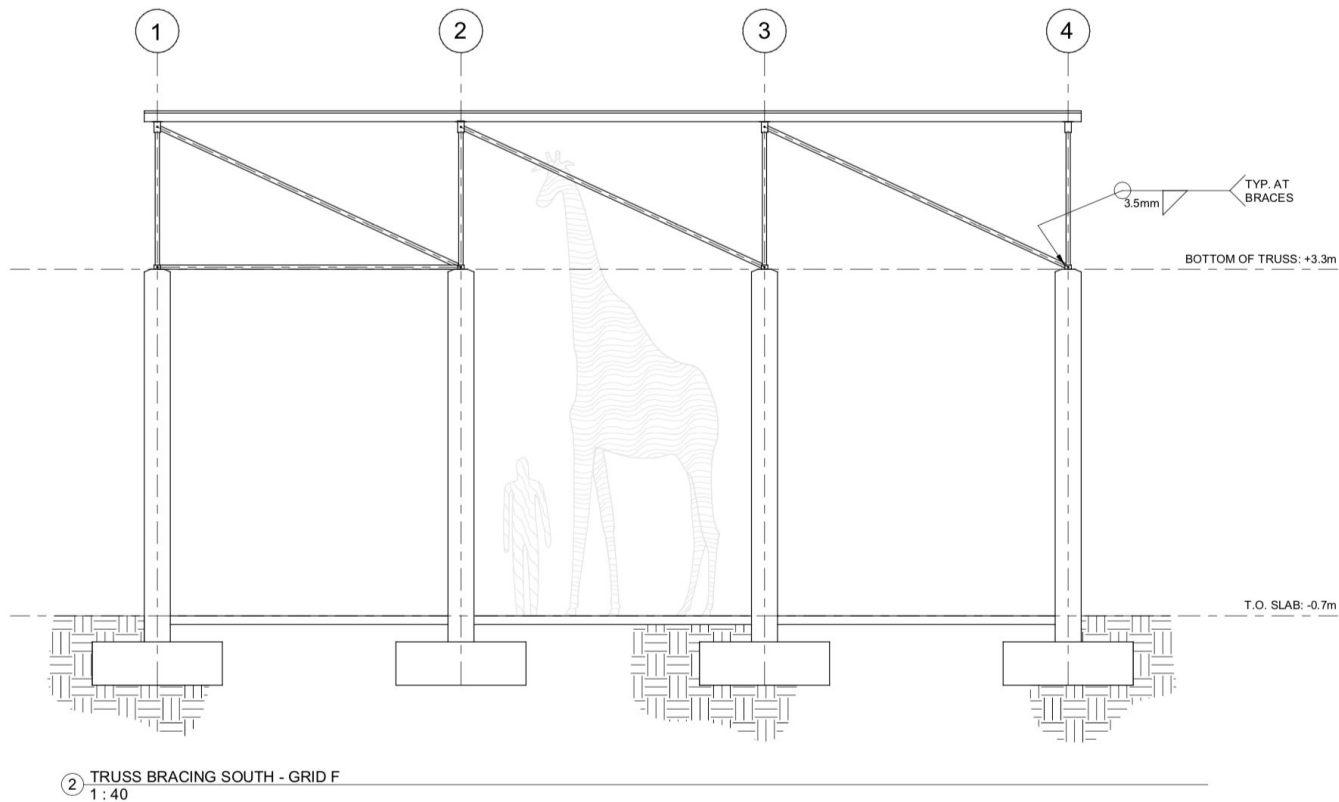 1
2
3
4
3.5mm
TYP. AT
BRACES
BOTTOM OF TRUSS: +3.3m
T.O. SLAB: -0.7m
2
TRUSS BRACING SOUTH - GRID F
1 : 40